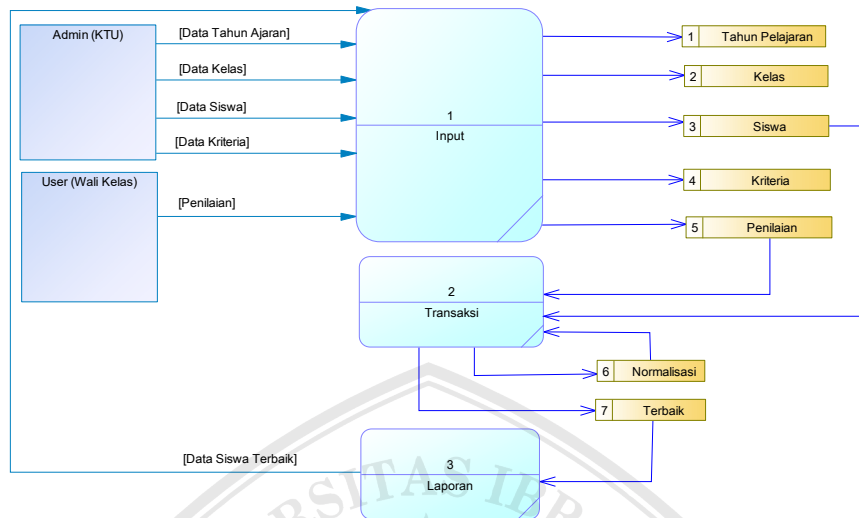 Admin (KTU)
[Data Tahun Ajaran]
[Data Kelas]
[Data Siswa]
[Data Kriteria]
User (Wali Kelas)
[Penilaian]
1
Input
1 Tahun Pelajaran
2 Kelas
3 Siswa
4 Kriteria
5 Penilaian
2
Transaksi
6 Normalisasi
7 Terbaik
[Data Siswa Terbaik]
3
Laporan